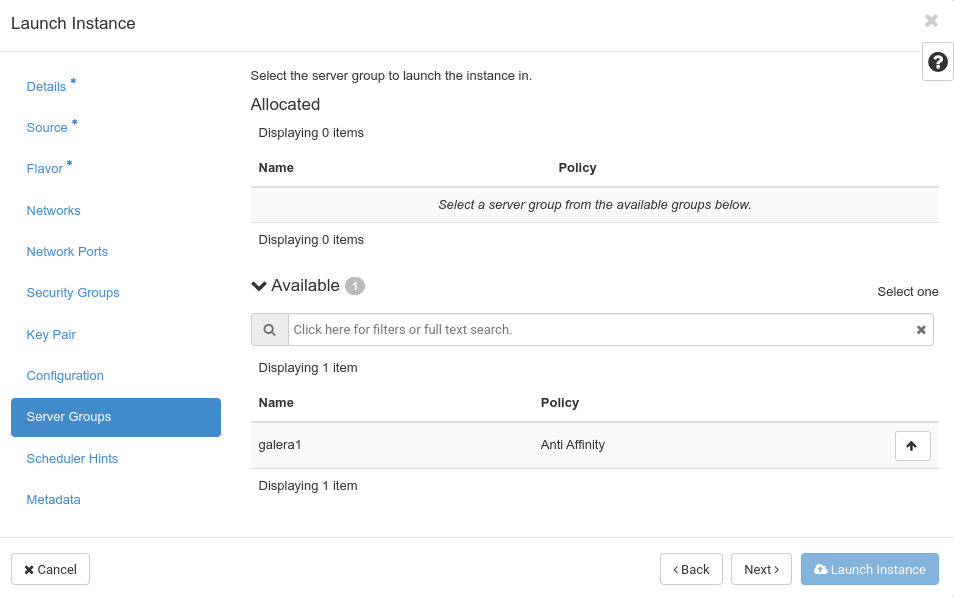 Launch Instance
Details *
Source *
Flavor *
Networks
Network Ports
Security Groups
Key Pair
Configuration
Server Groups
Scheduler Hints
Metadata
Select the server group to launch the instance in.
Allocated
Displaying 0 items
Name Policy
Select a server group from the available groups below.
Displaying 0 items
Available 1
Select one
Click here for filters or full text search.
Displaying 1 item
Name Policy
galera1 Anti Affinity
Displaying 1 item
Cancel
< Back
Next >
Launch Instance